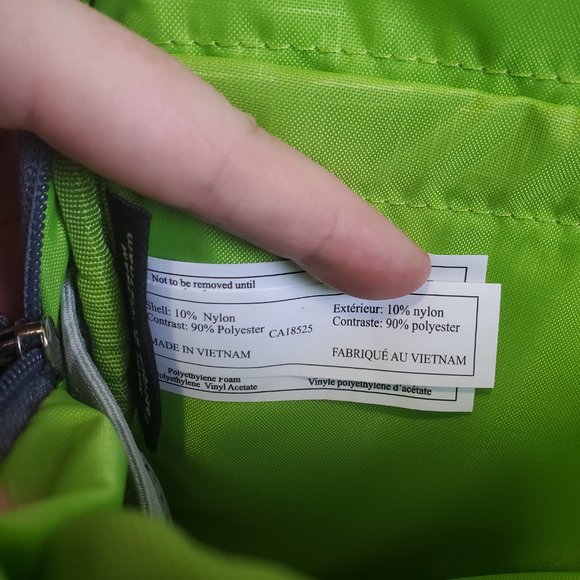 Not to be removed until
Shell: 10% Nylon
Contrast: 90% Polyester
CA18525
MADE IN VIETNAM
Extérieur: 10% nylon
Contraste: 90% polyester
FABRIQUÉ AU VIETNAM
Polyethylene Foam
Polyethylene Vinyl Acetate
Vinyle polyethylène d'acétate